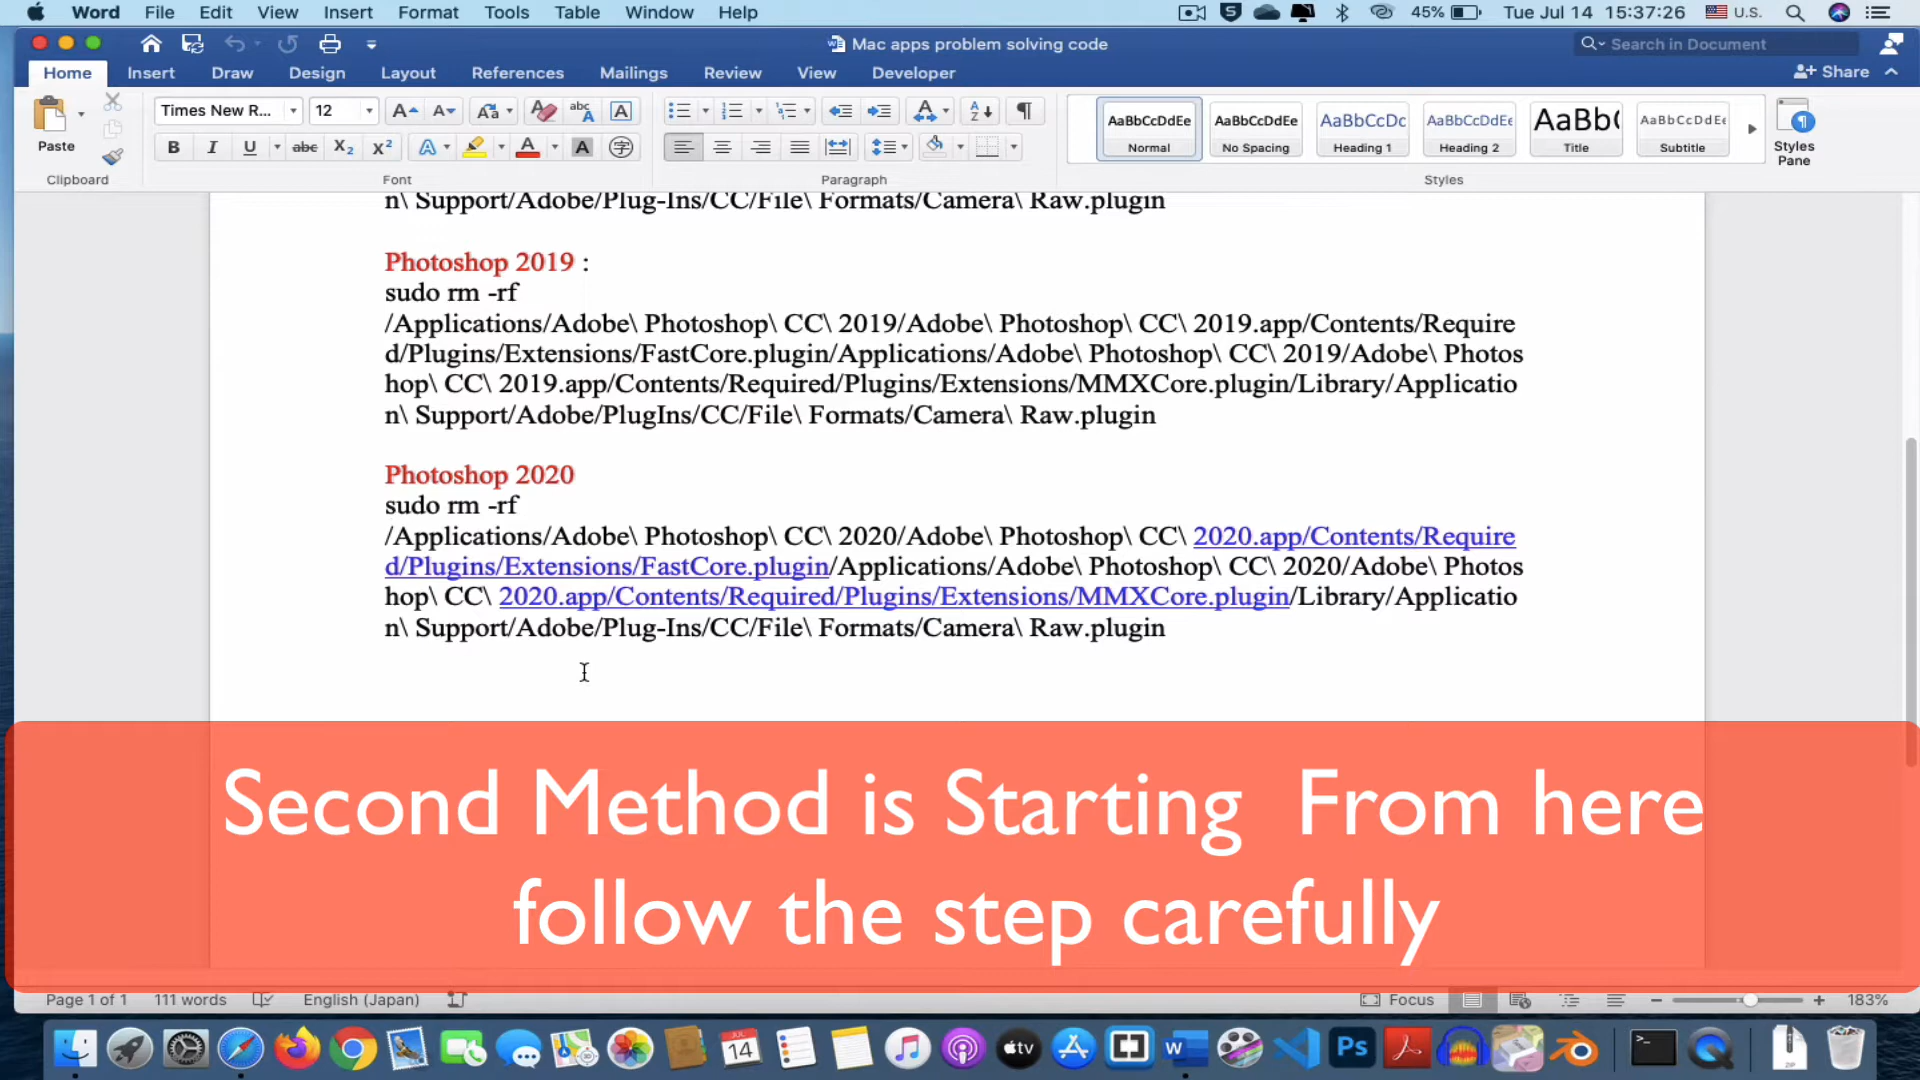 Word File Edit View Insert Format Tools Table Window Help 45% Tue Jul 14 15:37:26 U.S.
Mac apps problem solving code Search in Document
Home Insert Draw Design Layout References Mailings Review View Developer Share
Times New R... 12
Paste
Clipboard Font Paragraph Styles
AaBbCcDdEe AaBbCcDdEe AaBbCcDc AaBbCcDdEe AaBb( AaBbCcDdEe
Normal No Spacing Heading 1 Heading 2 Title Subtitle
Styles
Pane
n\ Support/Adobe/Plug-Ins/CC/File\ Formats/Camera\ Raw.plugin
Photoshop 2019 :
sudo rm -rf
/Applications/Adobe\ Photoshop\ CC\ 2019/Adobe\ Photoshop\ CC\ 2019.app/Contents/Require
d/Plugins/Extensions/FastCore.plugin/Applications/Adobe\ Photoshop\ CC\ 2019/Adobe\ Photos
hop\ CC\ 2019.app/Contents/Required/Plugins/Extensions/MMXCore.plugin/Library/Applicatio
n\ Support/Adobe/PlugIns/CC/File\ Formats/Camera\ Raw.plugin
Photoshop 2020
sudo rm -rf
/Applications/Adobe\ Photoshop\ CC\ 2020/Adobe\ Photoshop\ CC\ 2020.app/Contents/Require
d/Plugins/Extensions/FastCore.plugin/Applications/Adobe\ Photoshop\ CC\ 2020/Adobe\ Photos
hop\ CC\ 2020.app/Contents/Required/Plugins/Extensions/MMXCore.plugin/Library/Applicatio
n\ Support/Adobe/Plug-Ins/CC/File\ Formats/Camera\ Raw.plugin
Second Method is Starting From here
follow the step carefully
Page 1 of 1 111 words English (Japan) Focus 183%
JUL
14
tv
W
Ps
ZIP